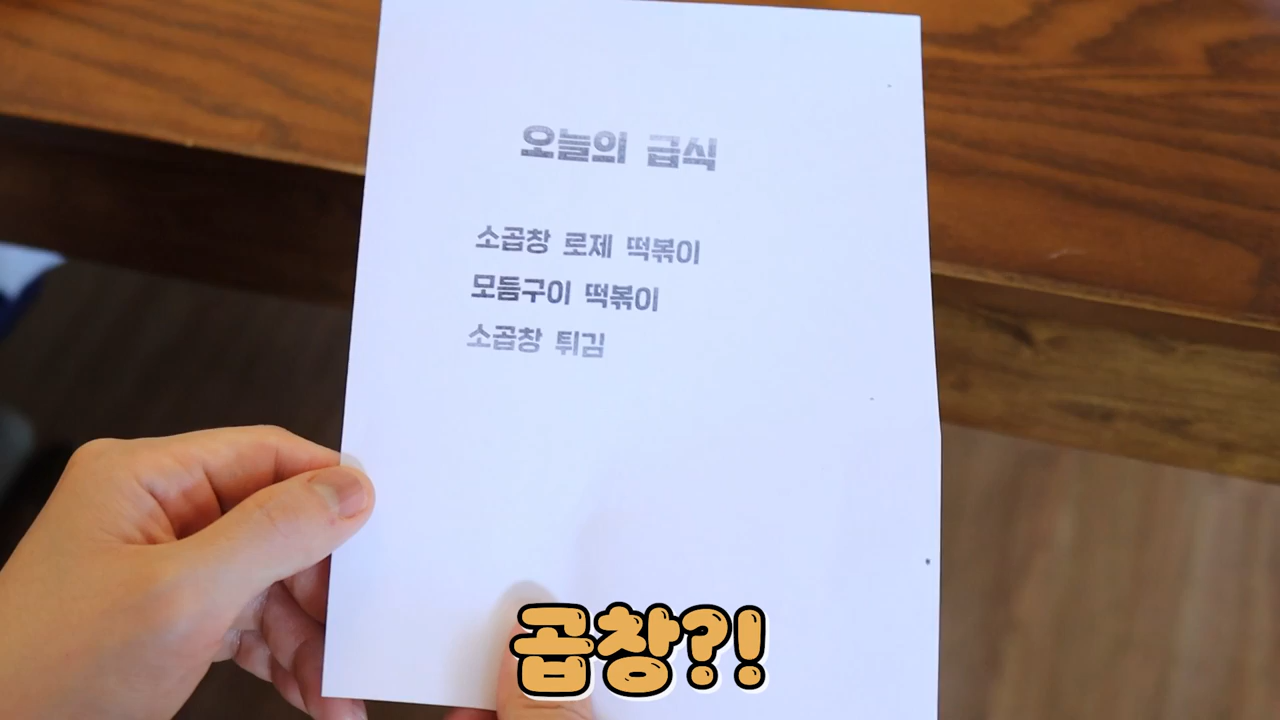 오늘의 급식
소곱창 로제 떡볶이
모듬구이 떡볶이
소곱창 튀김
곱창?!